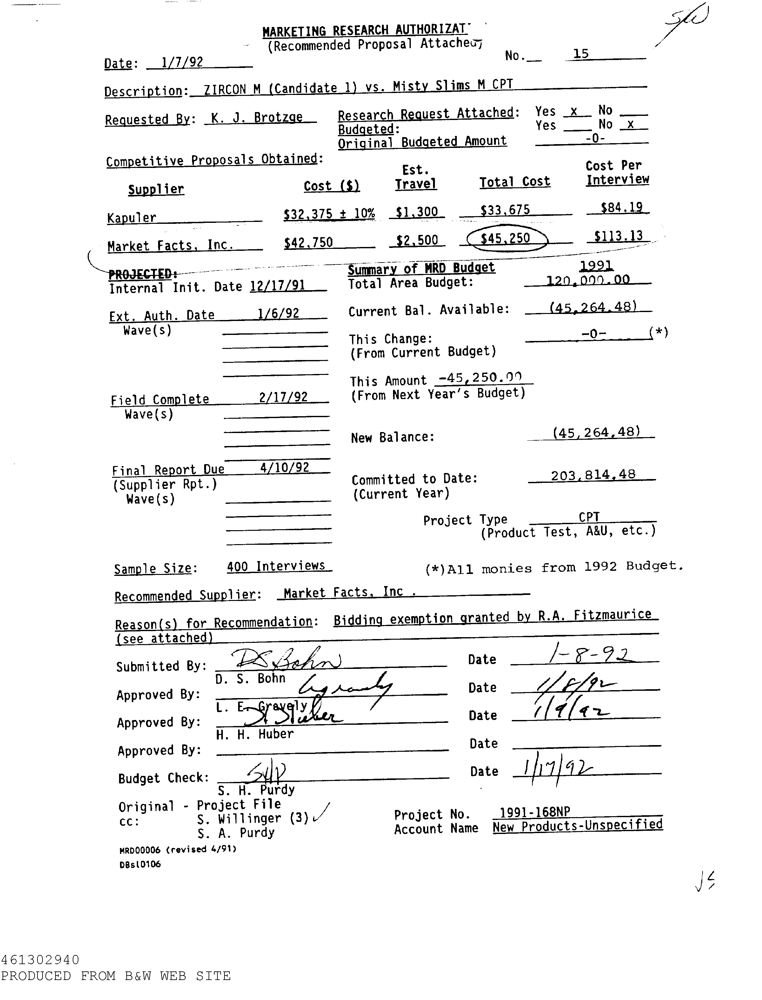 MARKETING RESEARCH AUTHORIZAT
(Recommended Proposal Attached)
Date: 1/7/92 No. 15
Description: ZIRCON M (Candidate 1) vs. Misty Slims M CPT
Requested By: K. J. Brotzge Research Request Attached: Yes x No
Budgeted: Yes No x
Original Budgeted Amount -0-
Competitive Proposals Obtained:
Supplier Cost ($) Est. Travel Total Cost Cost Per Interview
Kapuler $32,375 ± 10% $1,300 $33,675 $84.19
Market Facts, Inc. $42,750 $2,500 $45,250 $113.13
PROJECTED: Summary of MRD Budget 1991
Internal Init. Date 12/17/91 Total Area Budget: 120,000.00
Ext. Auth. Date 1/6/92 Current Bal. Available: (45,264.48)
Wave(s)
This Change: -0- (*)
(From Current Budget)
This Amount -45,250.00
Field Complete 2/17/92 (From Next Year's Budget)
Wave(s)
New Balance: (45,264,48)
Final Report Due 4/10/92
(Supplier Rpt.) Committed to Date: 203,814.48
Wave(s) (Current Year)
Project Type CPT
(Product Test, A&U, etc.)
Sample Size: 400 Interviews (*)All monies from 1992 Budget.
Recommended Supplier: Market Facts, Inc.
Reason(s) for Recommendation: Bidding exemption granted by R.A. Fitzmaurice
(see attached)
Submitted By: DS Bohn Date 1-8-92
D. S. Bohn
Approved By: Date 1/8/92
L. E. Gravely
Approved By: Date 1/9/92
H. H. Huber
Approved By: Date
Budget Check: SHP Date 1/17/92
S. H. Purdy
Original - Project File
cc: S. Willinger (3) ✓ Project No. 1991-168NP
S. A. Purdy Account Name New Products-Unspecified
MRD00006 (revised 4/91)
DBsl0106
461302940
PRODUCED FROM B&W WEB SITE